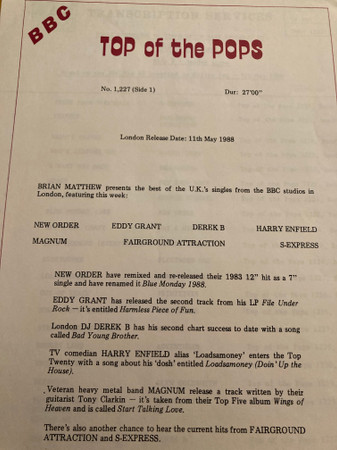 BBC
TOP of the POPS
No. 1,227 (Side 1) Dur: 27'00"
London Release Date: 11th May 1988
BRIAN MATTHEW presents the best of the U.K.'s singles from the BBC studios in
London, featuring this week:
NEW ORDER EDDY GRANT DEREK B HARRY ENFIELD
MAGNUM FAIRGROUND ATTRACTION S-EXPRESS
NEW ORDER have remixed and re-released their 1983 12" hit as a 7"
single and have renamed it Blue Monday 1988.
EDDY GRANT has released the second track from his LP File Under
Rock — it's entitled Harmless Piece of Fun.
London DJ DEREK B has his second chart success to date with a song
called Bad Young Brother.
TV comedian HARRY ENFIELD alias 'Loadsamoney' enters the Top
Twenty with a song about his 'dosh' entitled Loadsamoney (Doin' Up the
House).
Veteran heavy metal band MAGNUM release a track written by their
guitarist Tony Clarkin — it's taken from their Top Five album Wings of
Heaven and is called Start Talking Love.
There's also another chance to hear the current hits from FAIRGROUND
ATTRACTION and S-EXPRESS.